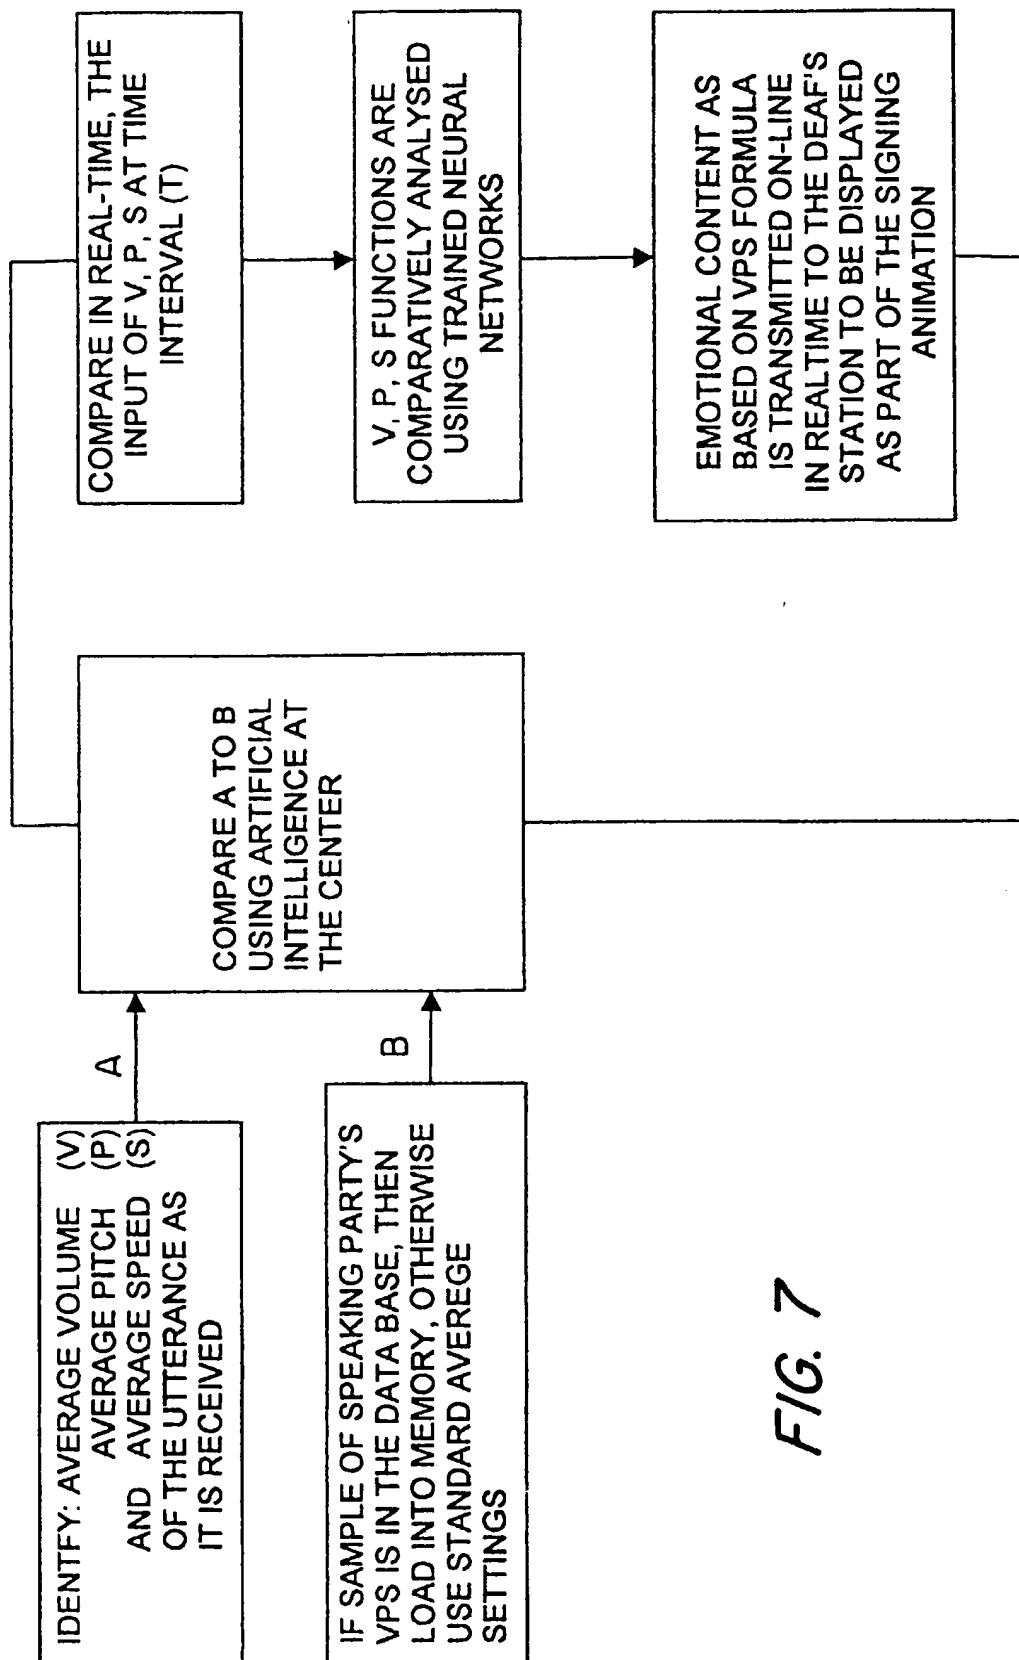 IDENTFY: AVERAGE VOLUME (V)
AVERAGE PITCH (P)
AND AVERAGE SPEED (S)
OF THE UTTERANCE AS
IT IS RECEIVED
A
IF SAMPLE OF SPEAKING PARTY'S
VPS IS IN THE DATA BASE, THEN
LOAD INTO MEMORY, OTHERWISE
USE STANDARD AVEREGE
SETTINGS
B
COMPARE A TO B
USING ARTIFICIAL
INTELLIGENCE AT
THE CENTER
COMPARE IN REAL-TIME, THE
INPUT OF V, P, S AT TIME
INTERVAL (T)
V, P, S FUNCTIONS ARE
COMPARATIVELY ANALYSED
USING TRAINED NEURAL
NETWORKS
EMOTIONAL CONTENT AS
BASED ON VPS FORMULA
IS TRANSMITTED ON-LINE
IN REALTIME TO THE DEAF'S
STATION TO BE DISPLAYED
AS PART OF THE SIGNING
ANIMATION
FIG. 7